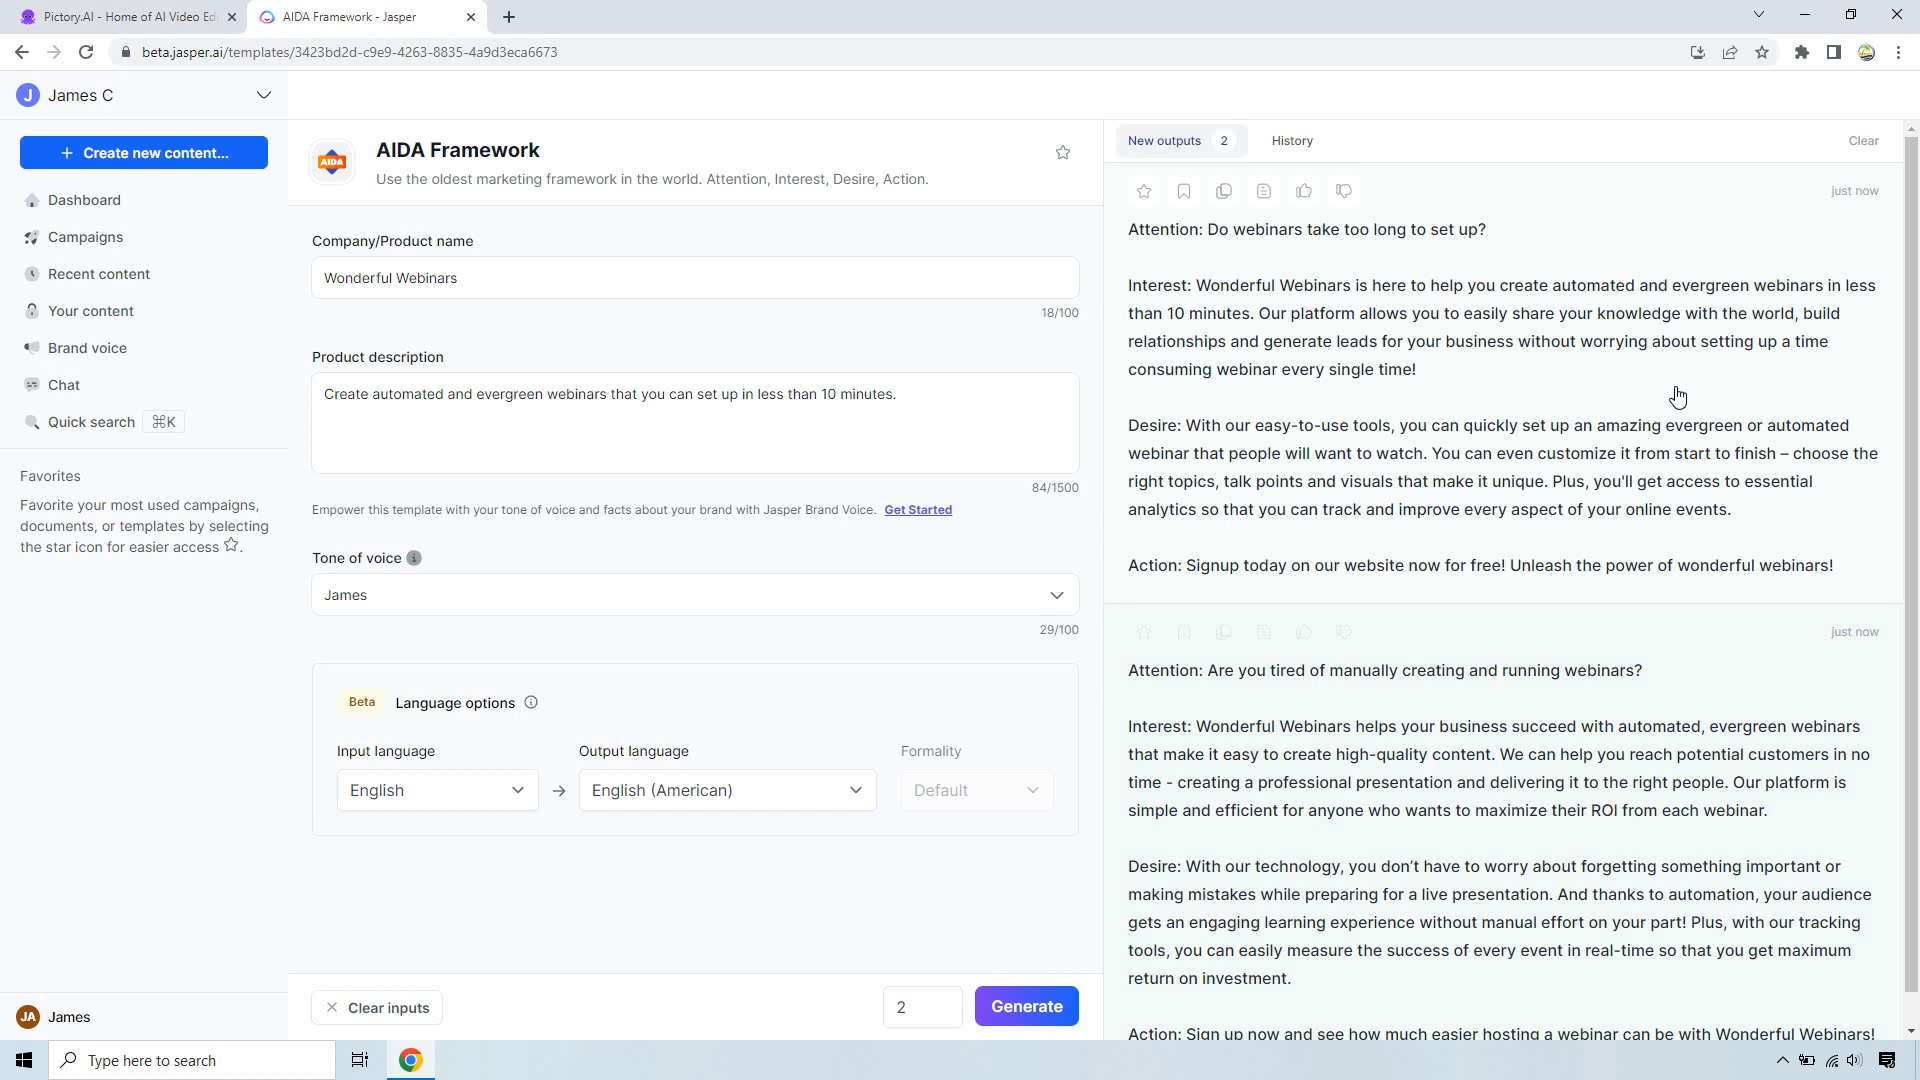 Pictory.AI - Home of AI Video Ed
AIDA Framework - Jasper
beta.jasper.ai/templates/3423bd2d-c9e9-4263-8835-4a9d3eca6673
J James C
+ Create new content...
Dashboard
Campaigns
Recent content
Your content
Brand voice
Chat
Quick search ⌘K
Favorites
Favorite your most used campaigns,
documents, or templates by selecting
the star icon for easier access ☆.
JA James
AIDA
AIDA Framework
Use the oldest marketing framework in the world. Attention, Interest, Desire, Action.
Company/Product name
Wonderful Webinars
18/100
Product description
Create automated and evergreen webinars that you can set up in less than 10 minutes.
84/1500
Empower this template with your tone of voice and facts about your brand with Jasper Brand Voice. Get Started
Tone of voice
James
29/100
Beta Language options
Input language Output language Formality
English → English (American) Default
Clear inputs
2
Generate
New outputs 2 History Clear
just now
Attention: Do webinars take too long to set up?
Interest: Wonderful Webinars is here to help you create automated and evergreen webinars in less
than 10 minutes. Our platform allows you to easily share your knowledge with the world, build
relationships and generate leads for your business without worrying about setting up a time
consuming webinar every single time!
Desire: With our easy-to-use tools, you can quickly set up an amazing evergreen or automated
webinar that people will want to watch. You can even customize it from start to finish – choose the
right topics, talk points and visuals that make it unique. Plus, you'll get access to essential
analytics so that you can track and improve every aspect of your online events.
Action: Signup today on our website now for free! Unleash the power of wonderful webinars!
just now
Attention: Are you tired of manually creating and running webinars?
Interest: Wonderful Webinars helps your business succeed with automated, evergreen webinars
that make it easy to create high-quality content. We can help you reach potential customers in no
time - creating a professional presentation and delivering it to the right people. Our platform is
simple and efficient for anyone who wants to maximize their ROI from each webinar.
Desire: With our technology, you don’t have to worry about forgetting something important or
making mistakes while preparing for a live presentation. And thanks to automation, your audience
gets an engaging learning experience without manual effort on your part! Plus, with our tracking
tools, you can easily measure the success of every event in real-time so that you get maximum
return on investment.
Action: Sign up now and see how much easier hosting a webinar can be with Wonderful Webinars!
Type here to search